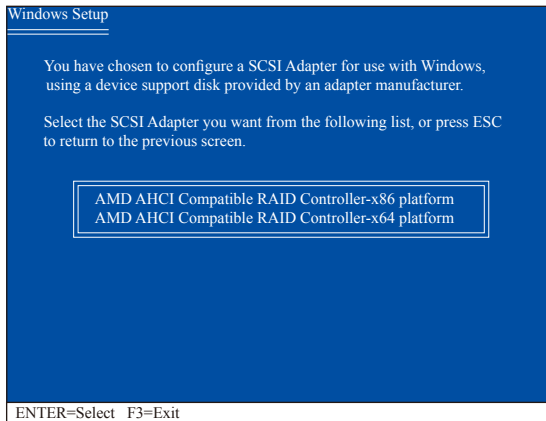 Windows Setup
You have chosen to configure a SCSI Adapter for use with Windows,
using a device support disk provided by an adapter manufacturer.
Select the SCSI Adapter you want from the following list, or press ESC
to return to the previous screen.
AMD AHCI Compatible RAID Controller-x86 platform
AMD AHCI Compatible RAID Controller-x64 platform
ENTER=Select F3=Exit